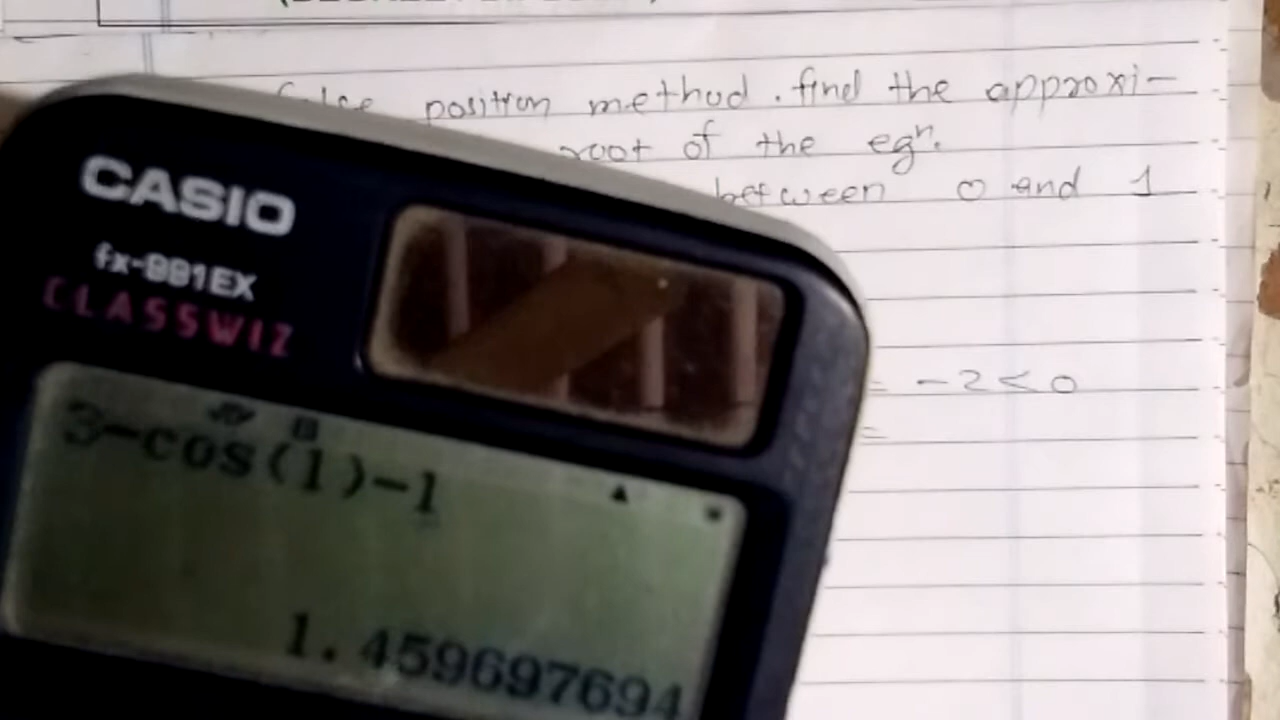 position method. find the approxi-
root of the eqⁿ.
between 0 and 1
CASIO
fx-991EX
CLASSWIZ
= -2<0
=
3-cos(1)-1
1.459697694